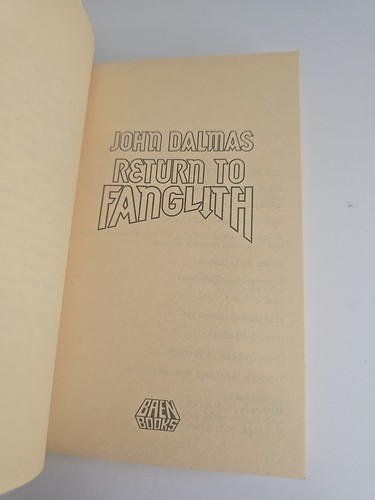 JOHN DALMAS
RETURN TO
FANGLITH
BAEN
BOOKS